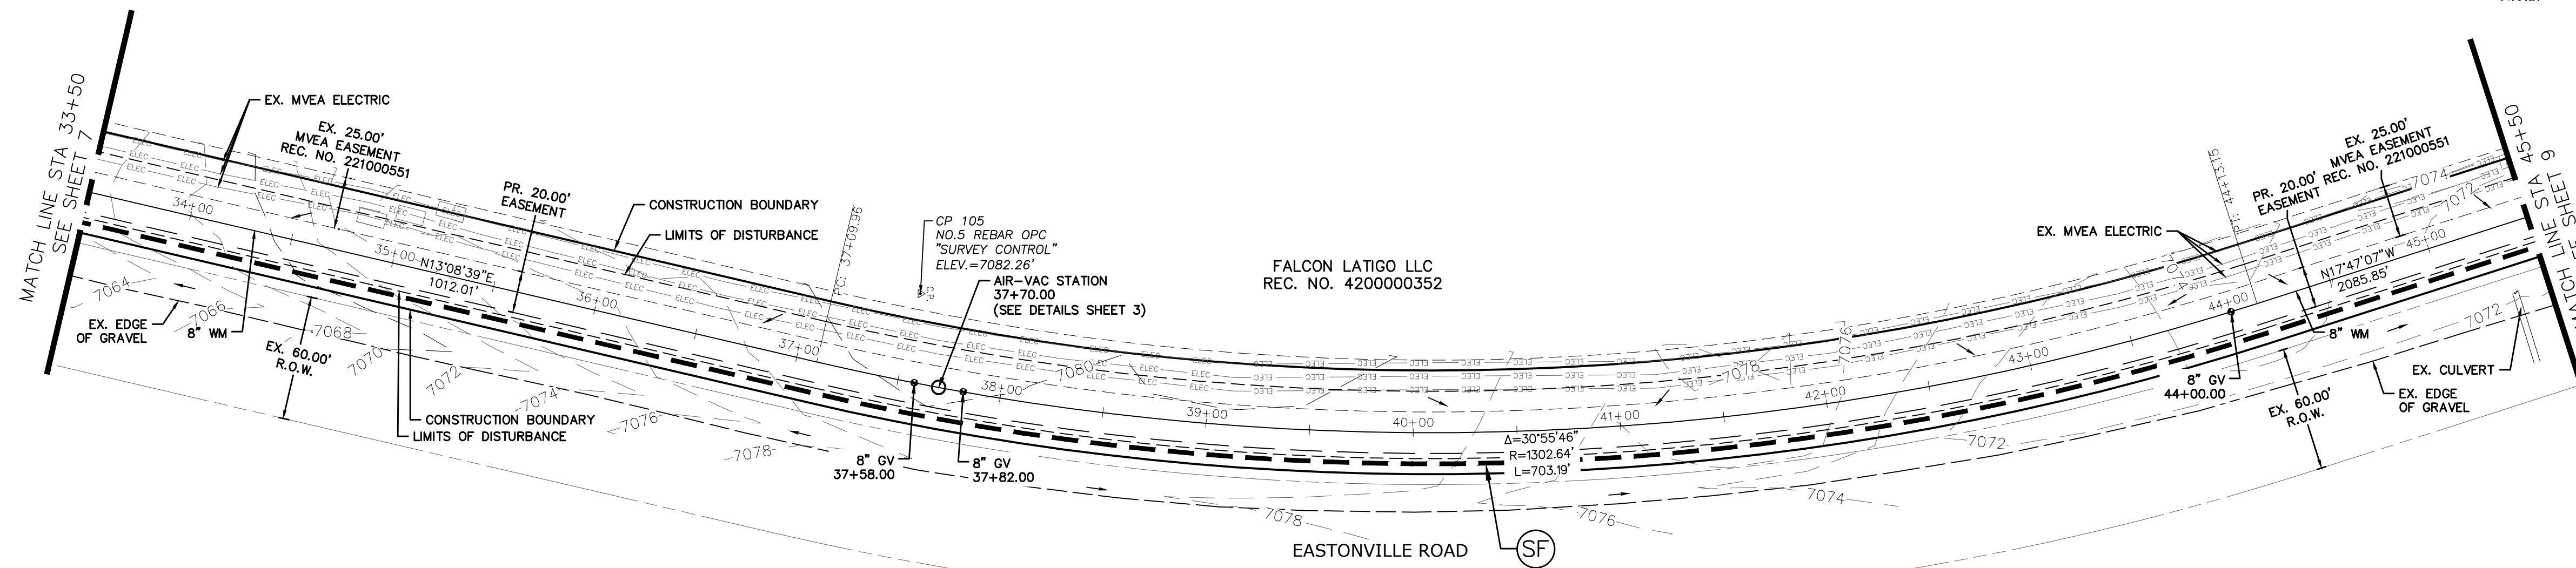 MATCH LINE STA 33+50
SEE SHEET 7
EX. MVEA ELECTRIC
EX. 25.00'
MVEA EASEMENT
REC. NO. 221000551
PR. 20.00'
EASEMENT
CONSTRUCTION BOUNDARY
LIMITS OF DISTURBANCE
PC: 37+09.96
CP 105
NO.5 REBAR OPC
"SURVEY CONTROL"
ELEV.=7082.26'
CP
AIR-VAC STATION
37+70.00
(SEE DETAILS SHEET 3)
FALCON LATIGO LLC
REC. NO. 4200000352
EX. MVEA ELECTRIC
PT: 44+13.15
PR. 20.00'
EASEMENT
EX. 25.00'
MVEA EASEMENT
REC. NO. 221000551
MATCH LINE STA 45+50
SEE SHEET 9
ELEC
34+00
35+00
36+00
37+00
38+00
39+00
40+00
41+00
42+00
43+00
44+00
45+00
N13°08'39"E
1012.01'
Δ=30°55'46"
R=1302.64'
L=703.19'
N17°47'07"W
2085.85'
7064
7066
7068
7070
7072
7074
7076
7078
7080
7078
7076
7074
7072
7078
7076
7074
7072
7072
EX. EDGE
OF GRAVEL
8" WM
EX. 60.00'
R.O.W.
CONSTRUCTION BOUNDARY
LIMITS OF DISTURBANCE
8" GV
37+58.00
8" GV
37+82.00
EASTONVILLE ROAD
SF
8" GV
44+00.00
8" WM
EX. 60.00'
R.O.W.
EX. CULVERT
EX. EDGE
OF GRAVEL